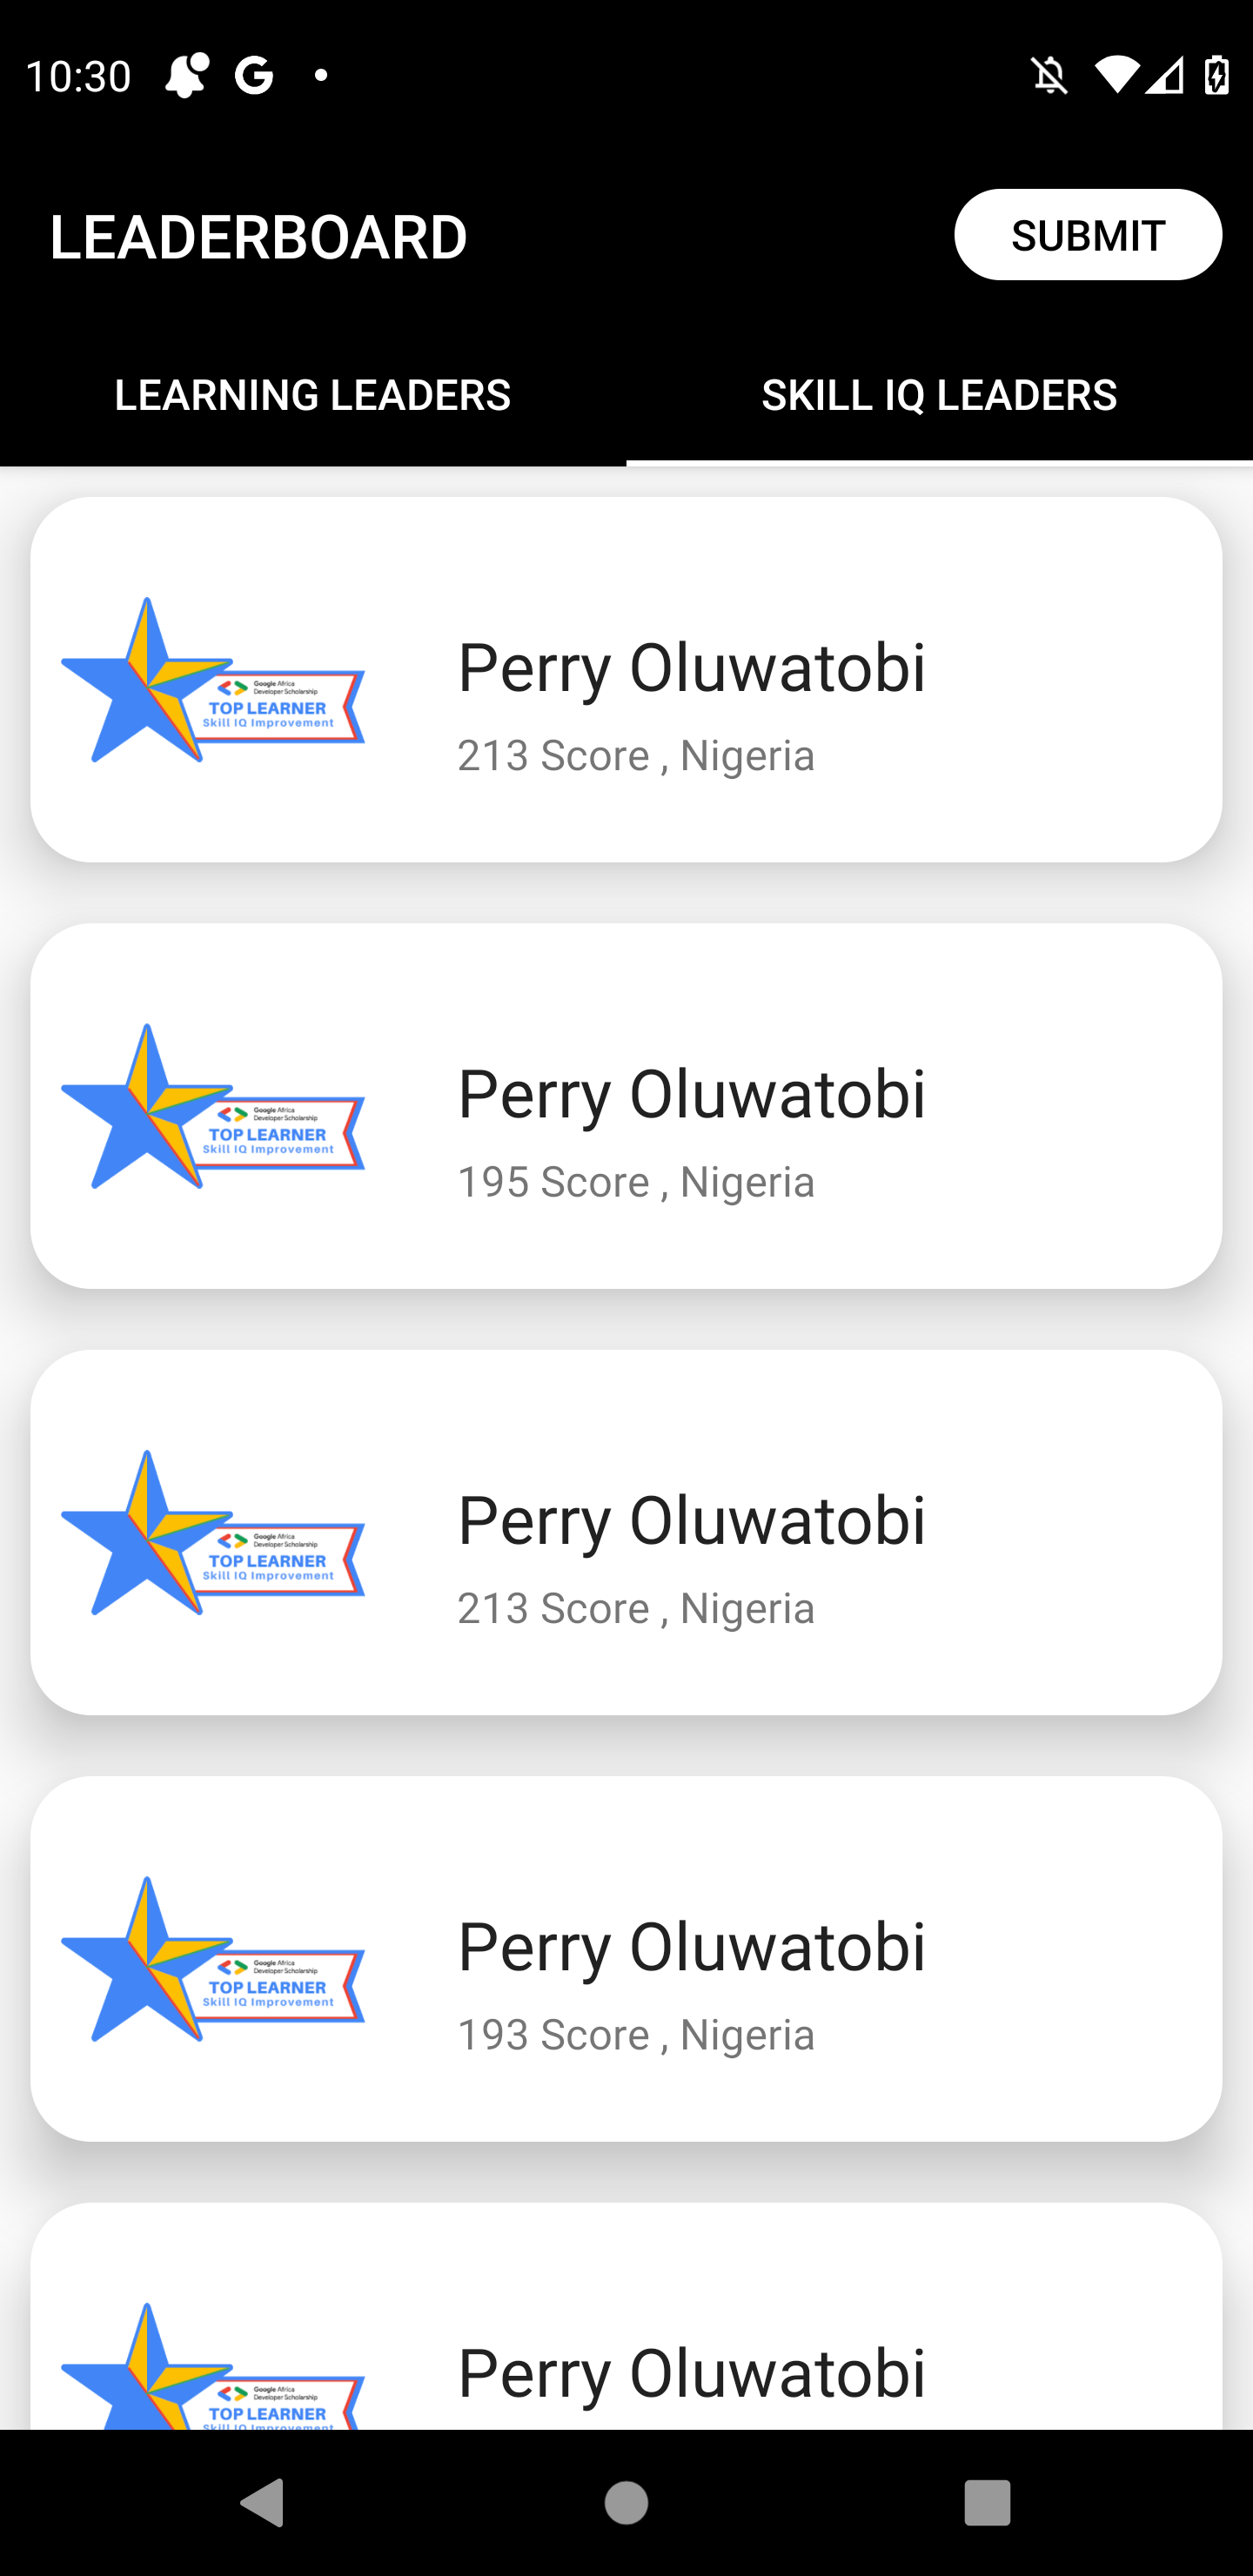 10:30
LEADERBOARD
SUBMIT
LEARNING LEADERS
SKILL IQ LEADERS
Google Africa
Developer Scholarship
TOP LEARNER
Skill IQ Improvement
Perry Oluwatobi
213 Score , Nigeria
Google Africa
Developer Scholarship
TOP LEARNER
Skill IQ Improvement
Perry Oluwatobi
195 Score , Nigeria
Google Africa
Developer Scholarship
TOP LEARNER
Skill IQ Improvement
Perry Oluwatobi
213 Score , Nigeria
Google Africa
Developer Scholarship
TOP LEARNER
Skill IQ Improvement
Perry Oluwatobi
193 Score , Nigeria
Google Africa
Developer Scholarship
TOP LEARNER
Skill IQ Improvement
Perry Oluwatobi